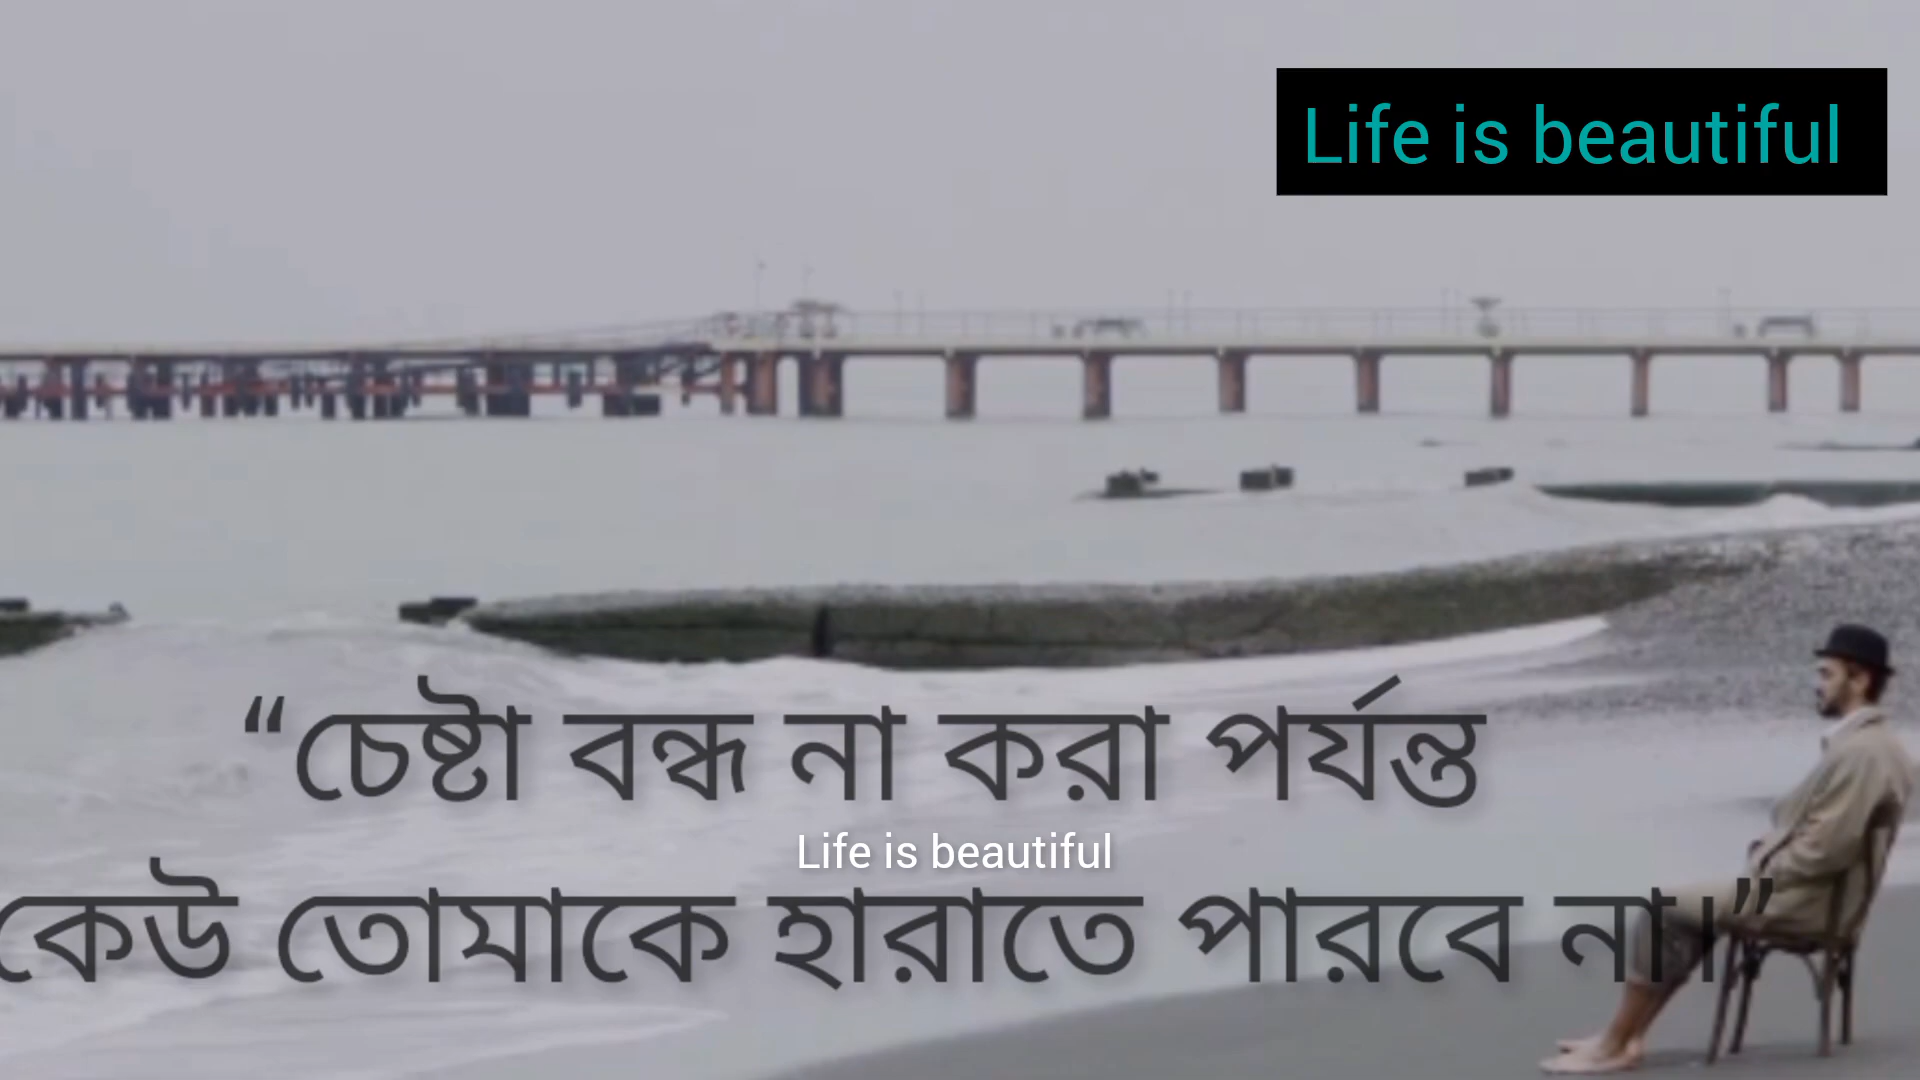 Life is beautiful
“চেষ্টা বন্ধ না করা পর্যন্ত
Life is beautiful
কেউ তোমাকে হারাতে পারবে না।”